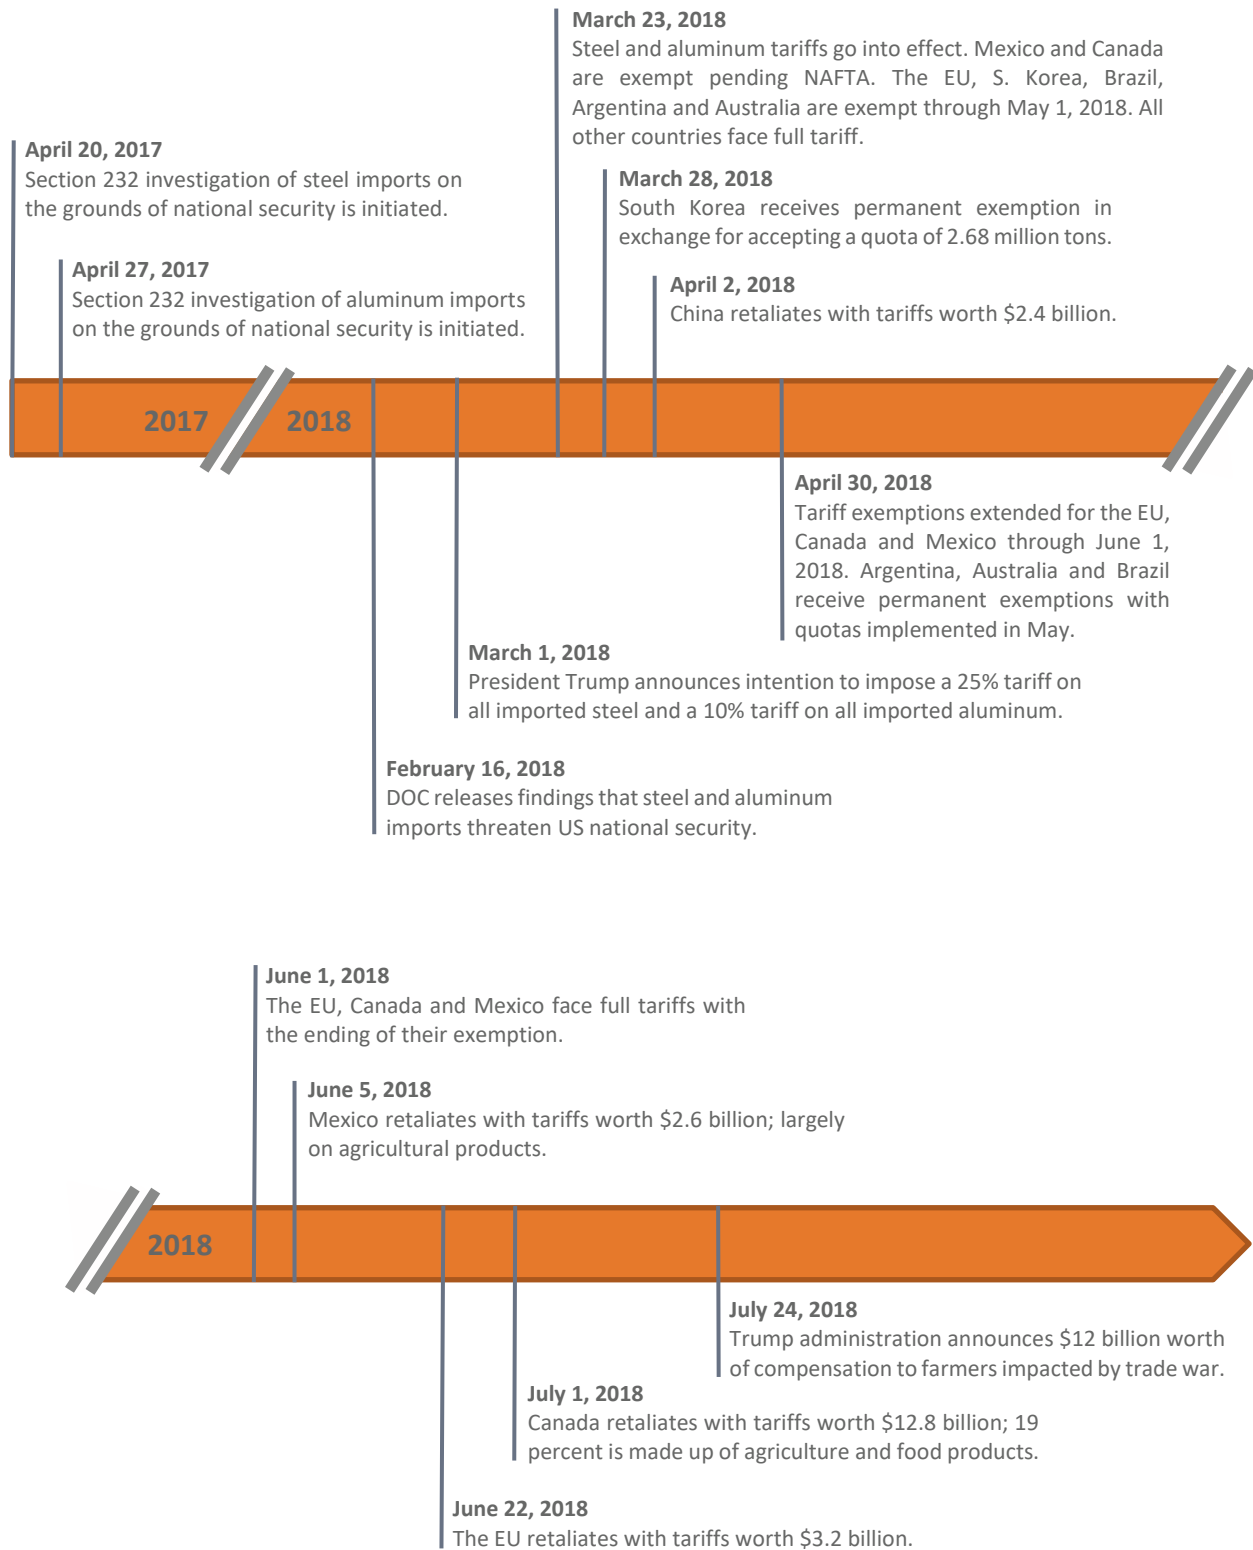 March 23, 2018
Steel and aluminum tariffs go into effect. Mexico and Canada
are exempt pending NAFTA. The EU, S. Korea, Brazil,
Argentina and Australia are exempt through May 1, 2018. All
other countries face full tariff.
April 20, 2017
Section 232 investigation of steel imports on
the grounds of national security is initiated.
March 28, 2018
South Korea receives permanent exemption in
exchange for accepting a quota of 2.68 million tons.
April 27, 2017
Section 232 investigation of aluminum imports
on the grounds of national security is initiated.
April 2, 2018
China retaliates with tariffs worth $2.4 billion.
2017
2018
April 30, 2018
Tariff exemptions extended for the EU,
Canada and Mexico through June 1,
2018. Argentina, Australia and Brazil
receive permanent exemptions with
quotas implemented in May.
March 1, 2018
President Trump announces intention to impose a 25% tariff on
all imported steel and a 10% tariff on all imported aluminum.
February 16, 2018
DOC releases findings that steel and aluminum
imports threaten US national security.
June 1, 2018
The EU, Canada and Mexico face full tariffs with
the ending of their exemption.
June 5, 2018
Mexico retaliates with tariffs worth $2.6 billion; largely
on agricultural products.
2018
July 24, 2018
Trump administration announces $12 billion worth
of compensation to farmers impacted by trade war.
July 1, 2018
Canada retaliates with tariffs worth $12.8 billion; 19
percent is made up of agriculture and food products.
June 22, 2018
The EU retaliates with tariffs worth $3.2 billion.